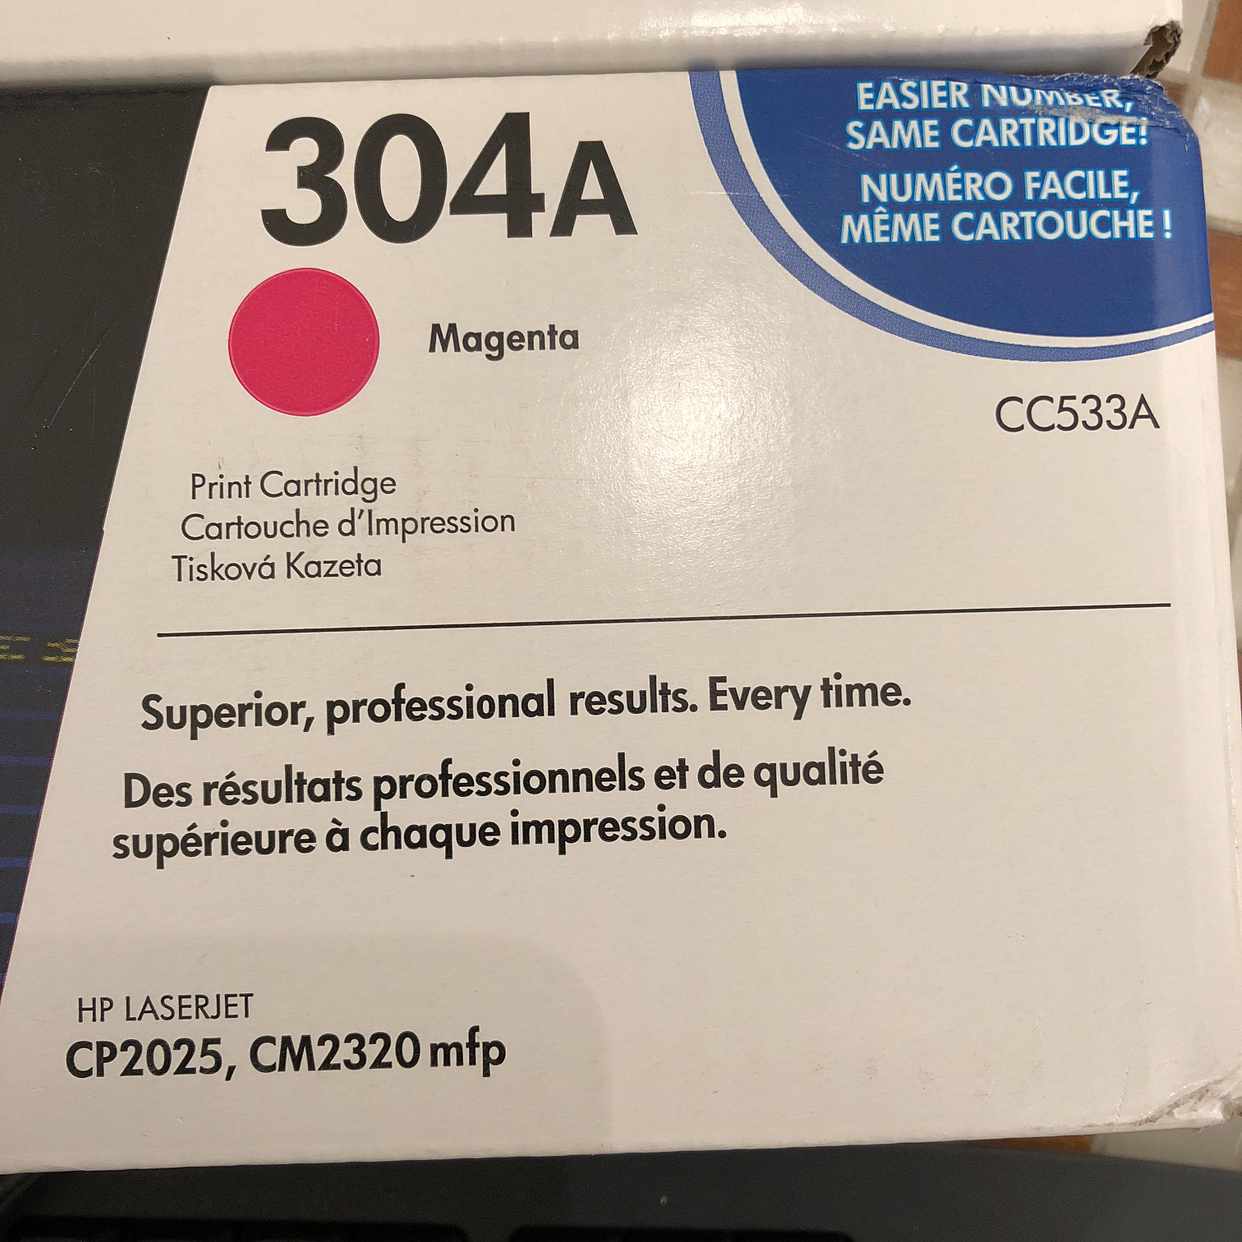 304A
Magenta
EASIER NUMBER,
SAME CARTRIDGE!
NUMÉRO FACILE,
MÊME CARTOUCHE !
CC533A
Print Cartridge
Cartouche d'Impression
Tisková Kazeta
Superior, professional results. Every time.
Des résultats professionnels et de qualité
supérieure à chaque impression.
HP LASERJET
CP2025, CM2320 mfp